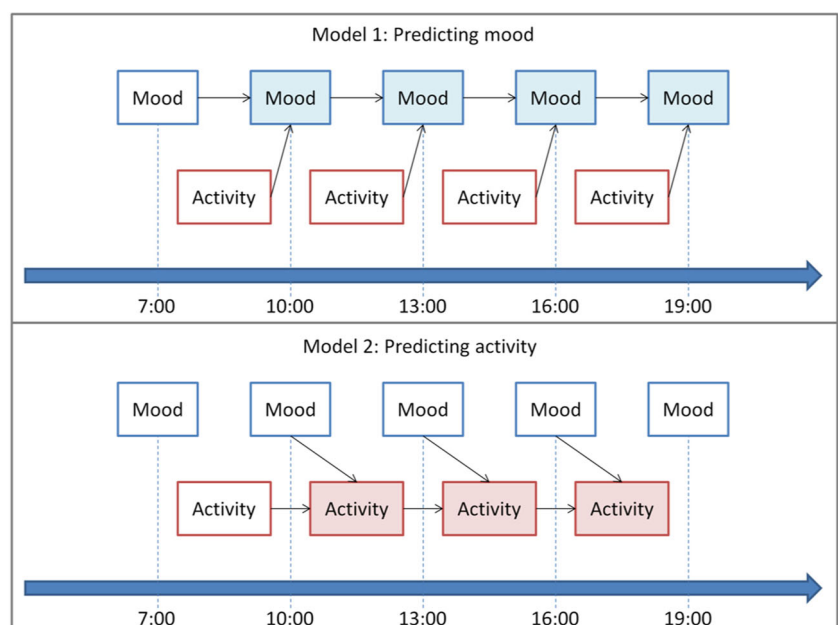 Model 1: Predicting mood
Mood Mood Mood Mood Mood
Activity Activity Activity Activity
7:00 10:00 13:00 16:00 19:00
Model 2: Predicting activity
Mood Mood Mood Mood Mood
Activity Activity Activity Activity
7:00 10:00 13:00 16:00 19:00